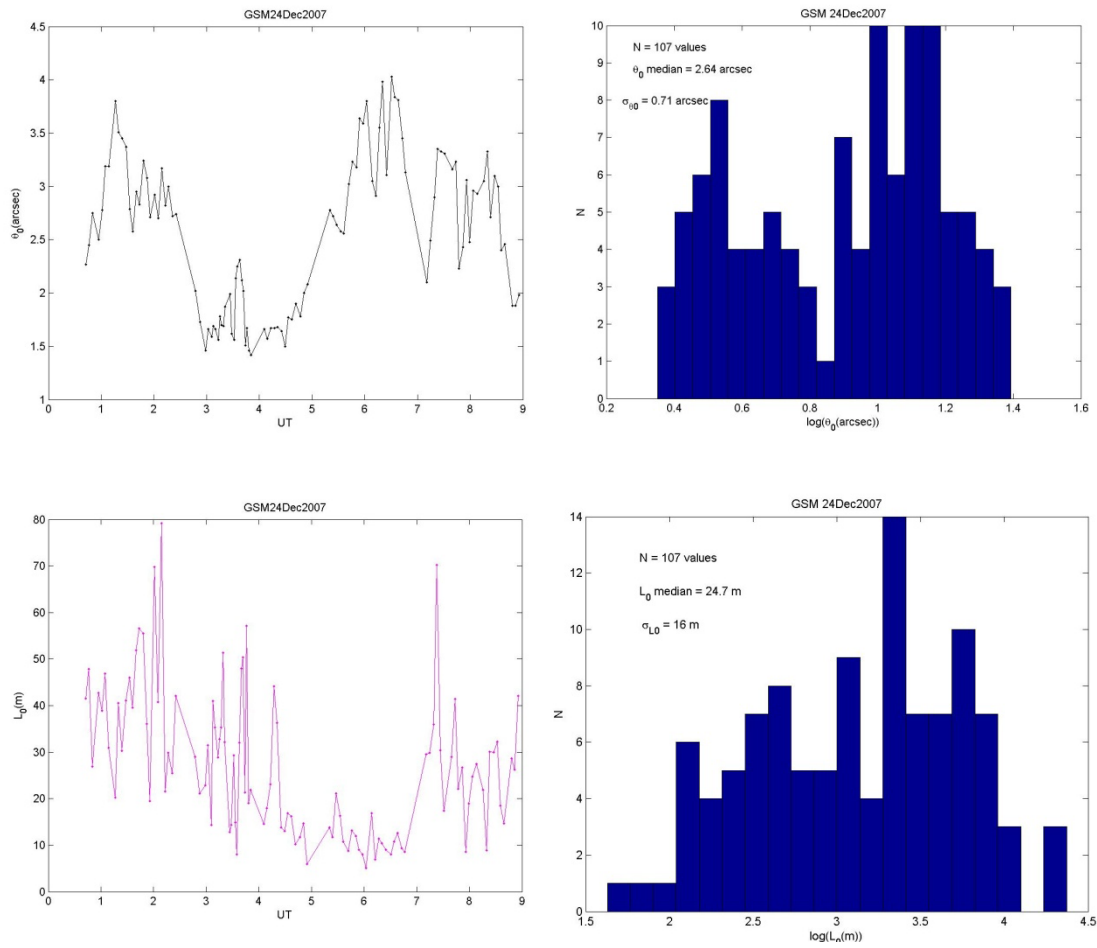 GSM24Dec2007
4.5
4
3.5
3
2.5
2
1.5
1
θ₀(arcsec)
0 1 2 3 4 5 6 7 8 9
UT
GSM 24Dec2007
N = 107 values
θ₀ median = 2.64 arcsec
σθ0 = 0.71 arcsec
10
9
8
7
6
5
4
3
2
1
0
N
0.2 0.4 0.6 0.8 1 1.2 1.4 1.6
log(θ₀(arcsec))
GSM24Dec2007
80
70
60
50
40
30
20
10
0
L₀(m)
0 1 2 3 4 5 6 7 8 9
UT
GSM 24Dec2007
N = 107 values
L₀ median = 24.7 m
σL0 = 16 m
14
12
10
8
6
4
2
0
N
1.5 2 2.5 3 3.5 4 4.5
log(L₀(m))